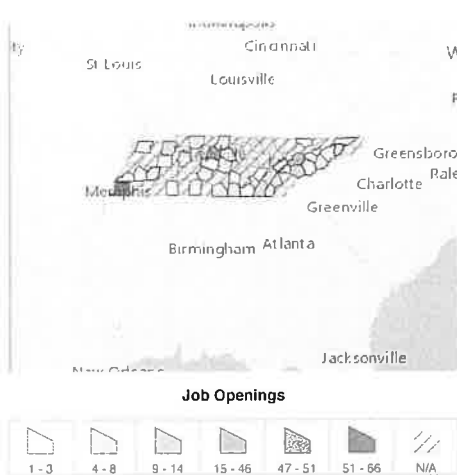 Cincinnati
St Louis
Louisville
Greensboro
Charlotte
Memphis
Greenville
Birmingham Atlanta
Jacksonville
Job Openings
1 - 3 4 - 8 9 - 14 15 - 46 47 - 51 51 - 66 N/A